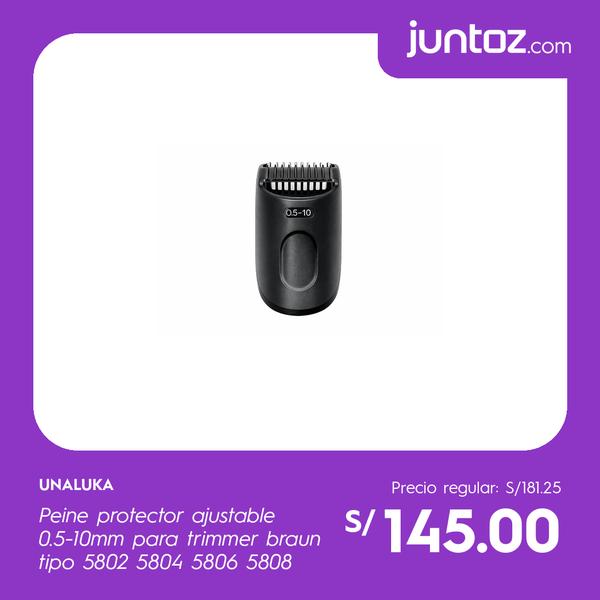 juntoz.com
0.5-10
UNALUKA
Peine protector ajustable
0.5-10mm para trimmer braun
tipo 5802 5804 5806 5808
Precio regular: S/181.25
S/145.00